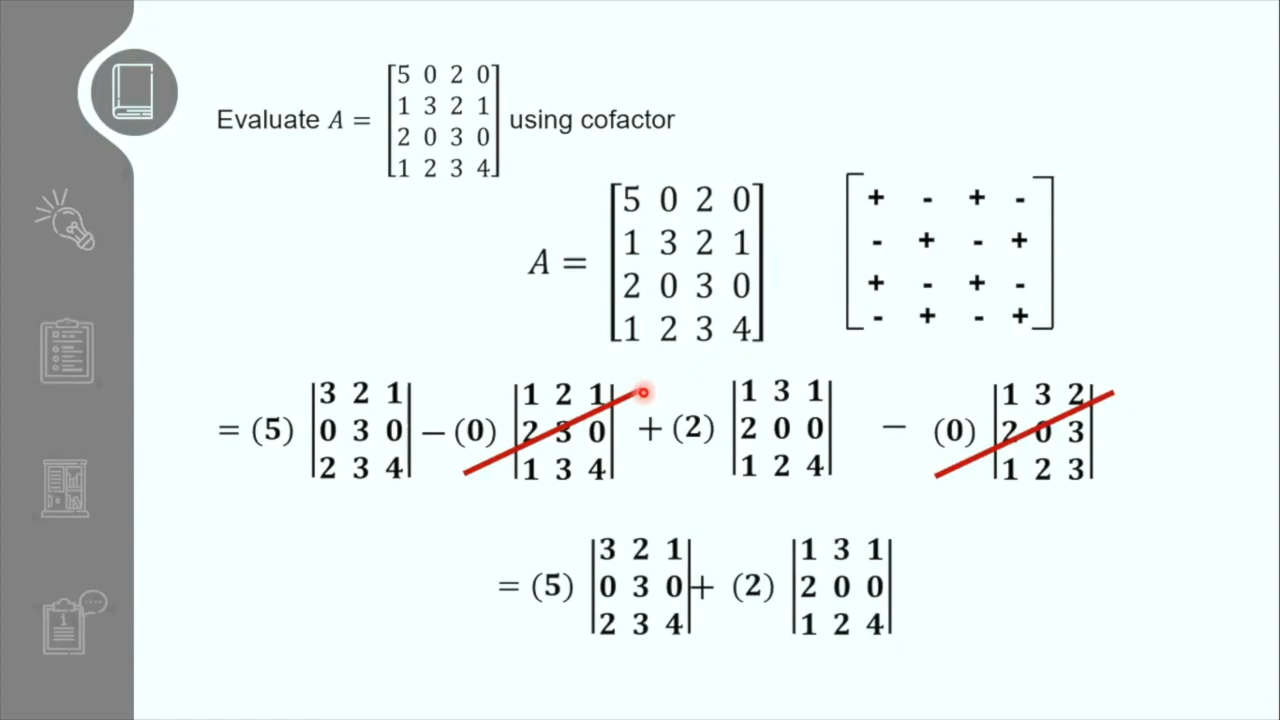 Evaluate A = [5 0 2 0; 1 3 2 1; 2 0 3 0; 1 2 3 4] using cofactor
A = [5 0 2 0; 1 3 2 1; 2 0 3 0; 1 2 3 4]
[+ - + -; - + - +; + - + -; - + - +]
= (5) |3 2 1; 0 3 0; 2 3 4| − (0) |1 2 1; 2 3 0; 1 3 4| + (2) |1 3 1; 2 0 0; 1 2 4| − (0) |1 3 2; 2 0 3; 1 2 3|
= (5) |3 2 1; 0 3 0; 2 3 4| + (2) |1 3 1; 2 0 0; 1 2 4|